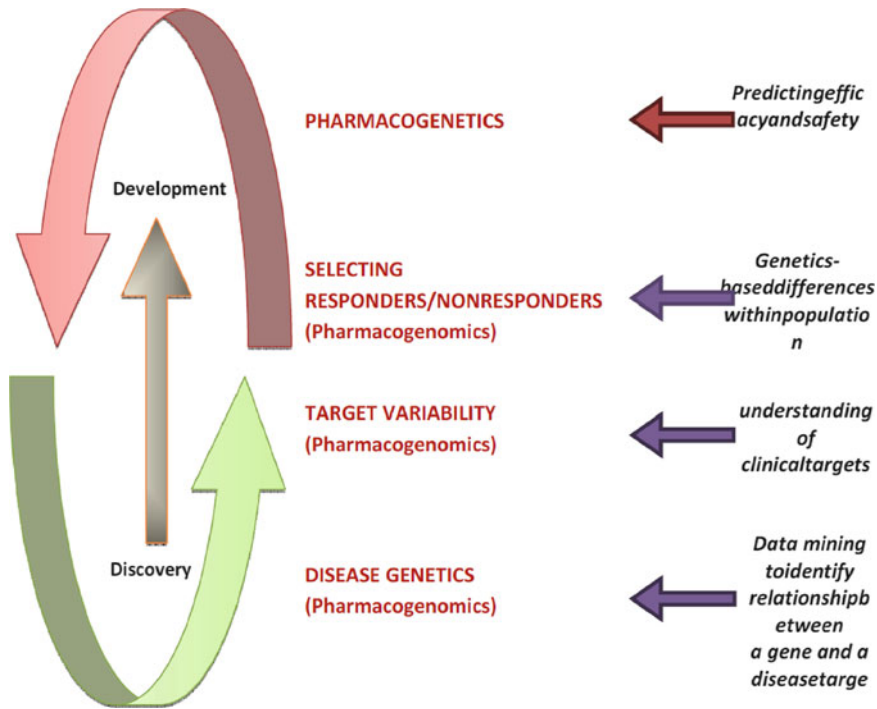 PHARMACOGENETICS
Predictingeffic
acyandsafety
Development
SELECTING
RESPONDERS/NONRESPONDERS
(Pharmacogenomics)
Genetics-
baseddifferences
withinpopulatio
n
TARGET VARIABILITY
(Pharmacogenomics)
understanding
of
clinicaltargets
Discovery
DISEASE GENETICS
(Pharmacogenomics)
Data mining
toidentify
relationshipb
etween
a gene and a
diseasetarge